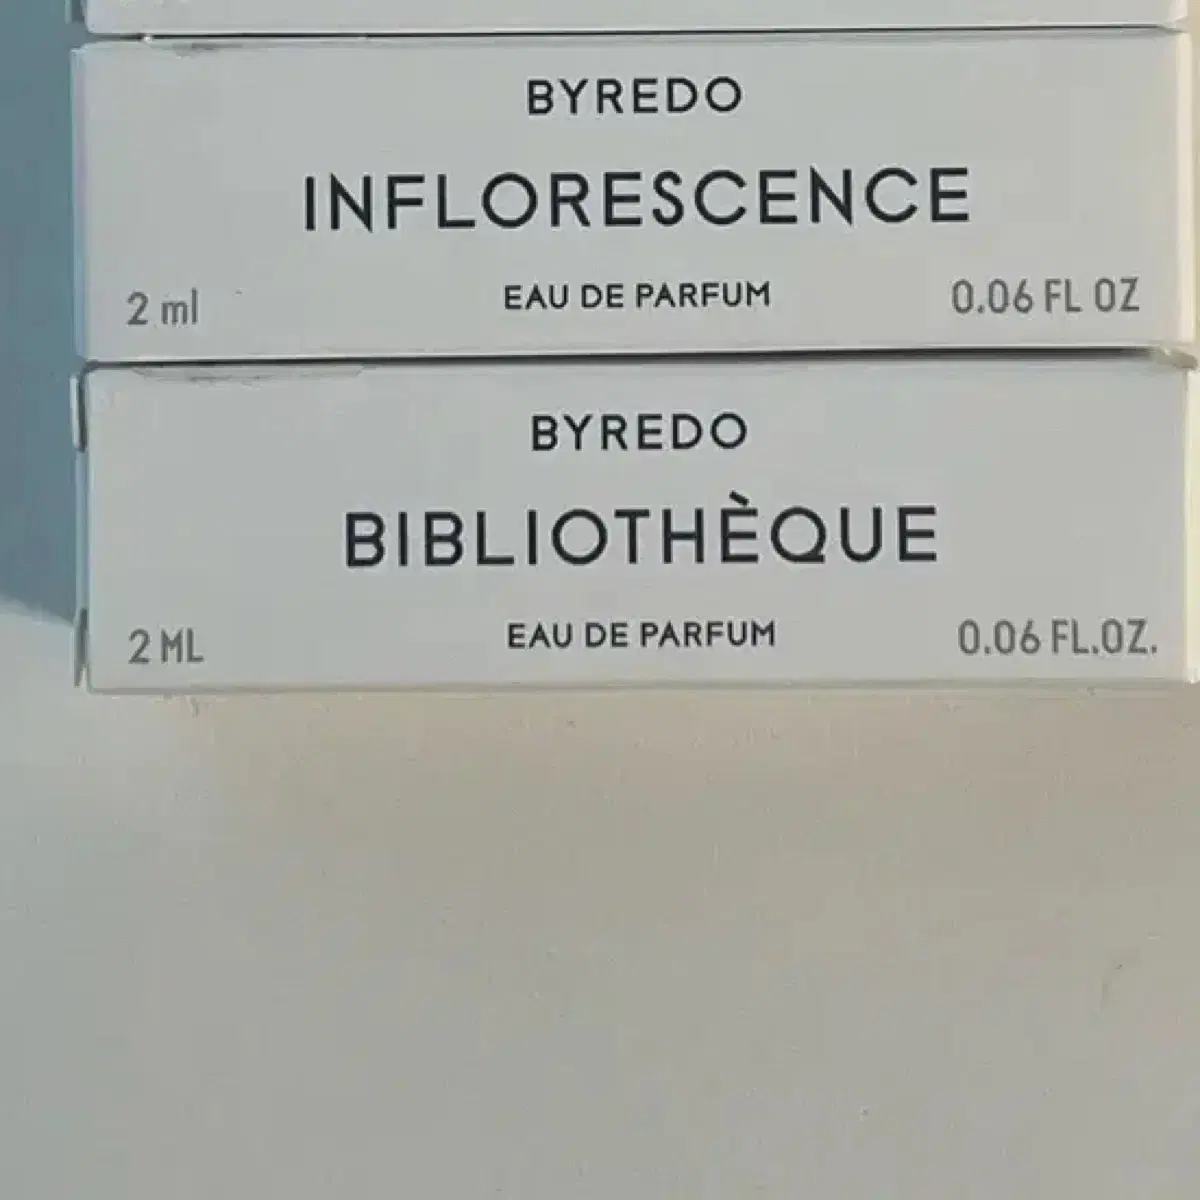 BYREDO
INFLORESCENCE
2 ml EAU DE PARFUM 0.06 FL OZ
BYREDO
BIBLIOTHÈQUE
2 ML EAU DE PARFUM 0.06 FL.OZ.